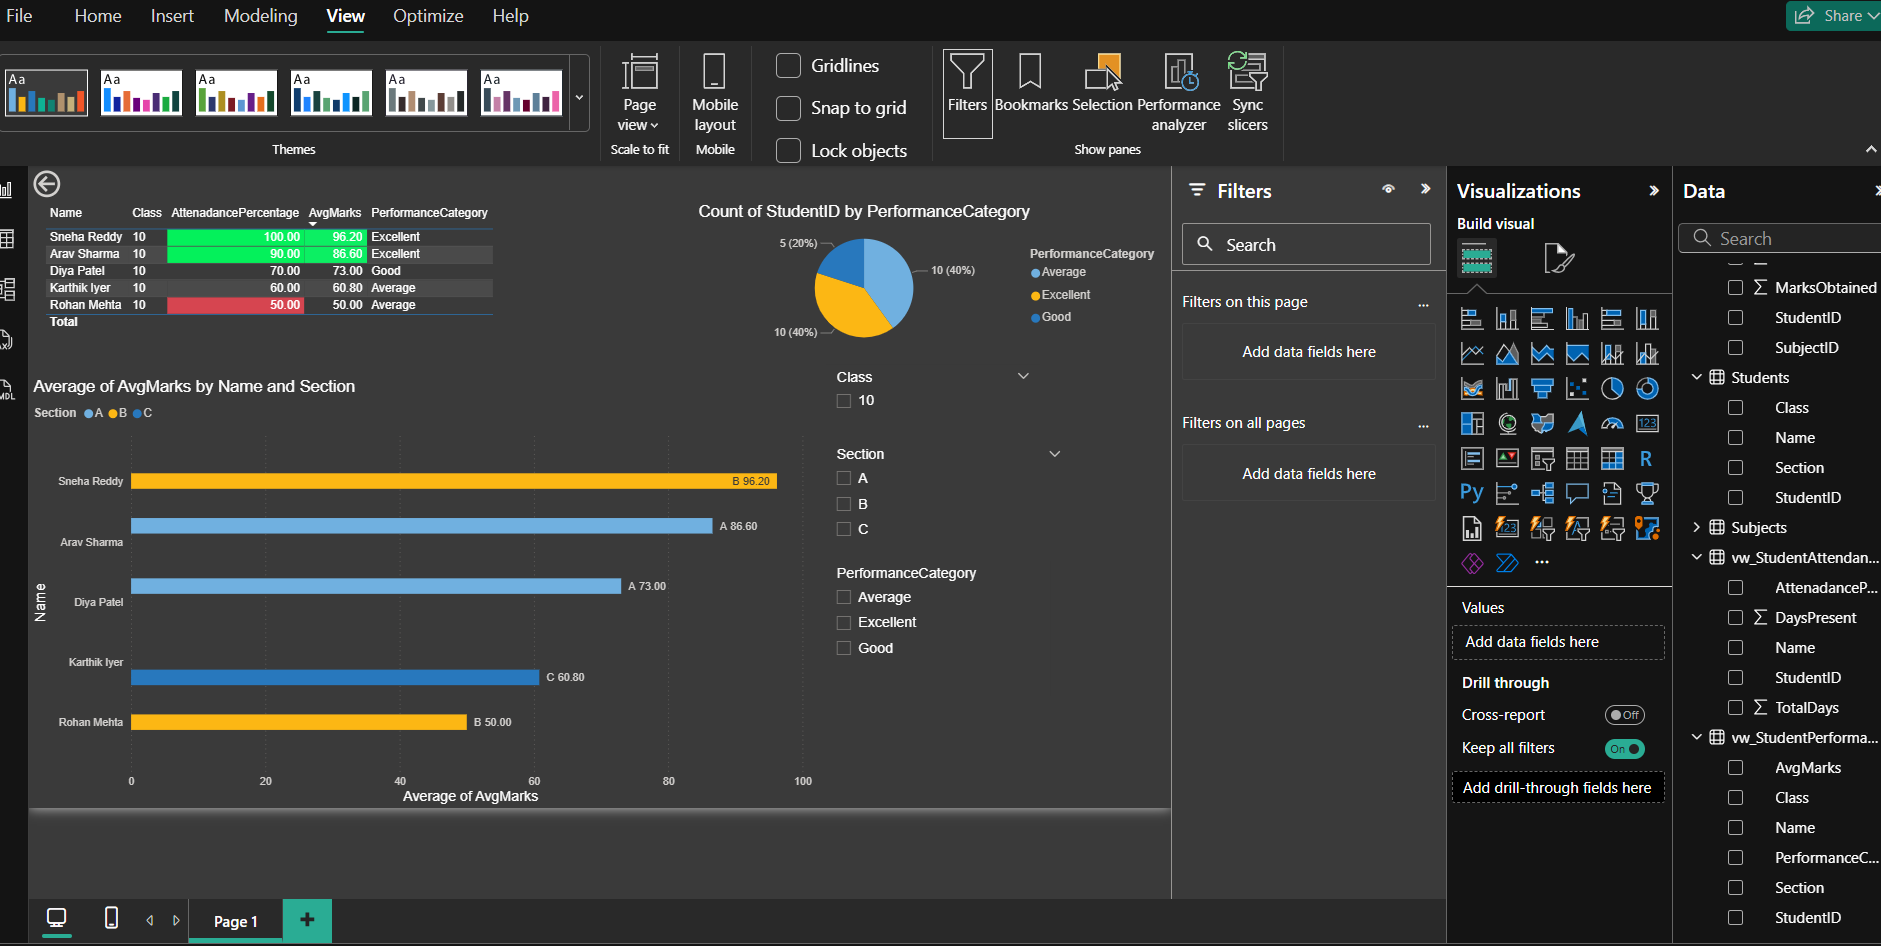 File Home Insert Modeling View Optimize Help Share
Aa Aa Aa Aa Aa Aa
Themes
Page view
Scale to fit
Mobile layout
Mobile
Gridlines
Snap to grid
Lock objects
Filters
Bookmarks
Selection
Performance analyzer
Sync slicers
Show panes
Name Class AttenadancePercentage AvgMarks PerformanceCategory
Sneha Reddy 10 100.00 96.20 Excellent
Arav Sharma 10 90.00 86.60 Excellent
Diya Patel 10 70.00 73.00 Good
Karthik Iyer 10 60.00 60.80 Average
Rohan Mehta 10 50.00 50.00 Average
Total
Count of StudentID by PerformanceCategory
5 (20%)
10 (40%)
10 (40%)
PerformanceCategory
Average
Excellent
Good
Average of AvgMarks by Name and Section
Section A B C
Name
Sneha Reddy B 96.20
Arav Sharma A 86.60
Diya Patel A 73.00
Karthik Iyer C 60.80
Rohan Mehta B 50.00
0 20 40 60 80 100
Average of AvgMarks
Class
10
Section
A
B
C
PerformanceCategory
Average
Excellent
Good
Filters
Search
Filters on this page ...
Add data fields here
Filters on all pages ...
Add data fields here
Visualizations
Build visual
123
R
Py
123
...
Values
Add data fields here
Drill through
Cross-report Off
Keep all filters On
Add drill-through fields here
Data
Search
MarksObtained
StudentID
SubjectID
Students
Class
Name
Section
StudentID
Subjects
vw_StudentAttendan...
AttenadanceP...
DaysPresent
Name
StudentID
TotalDays
vw_StudentPerforma...
AvgMarks
Class
Name
PerformanceC...
Section
StudentID
Page 1
+